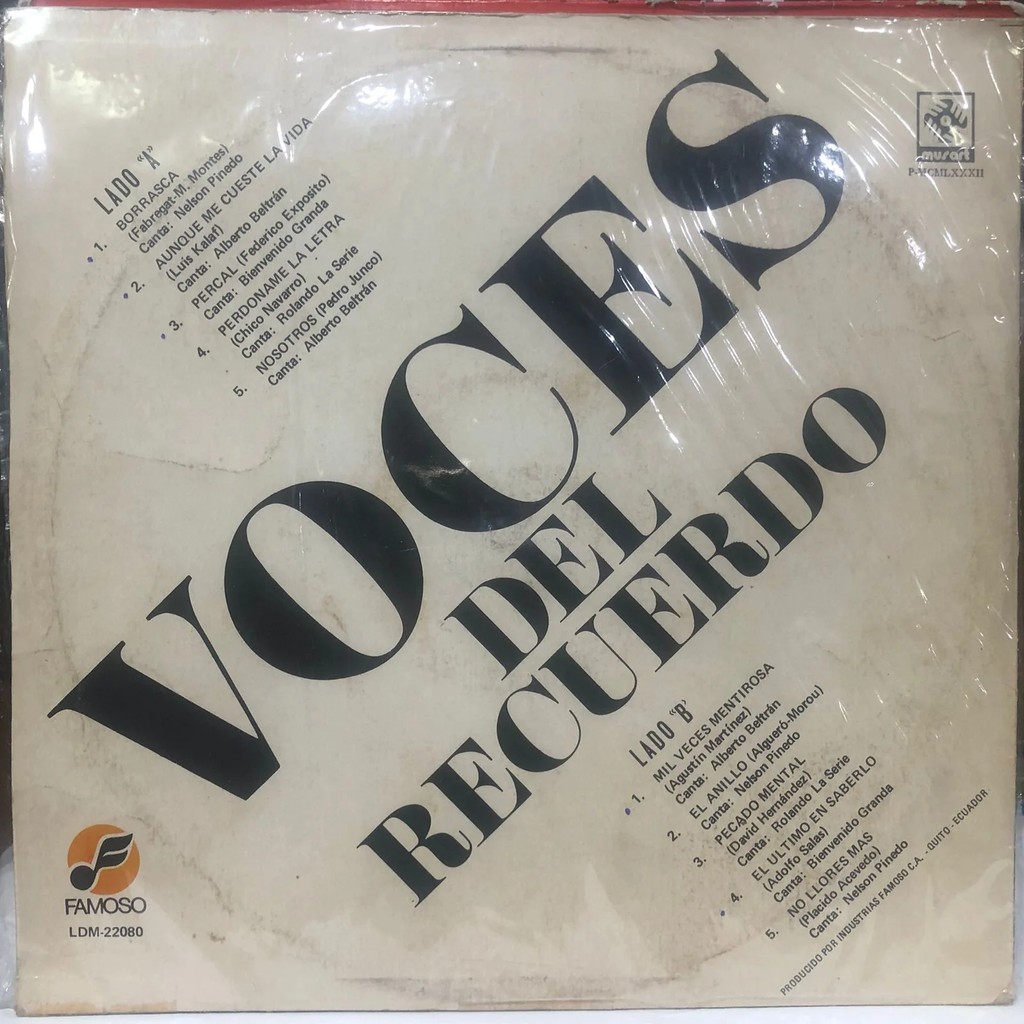 VOCES
DEL
RECUERDO
LADO "A"
1. BORRASCA
(Fabregat-M. Montes)
Canta: Nelson Pinedo
2. AUNQUE ME CUESTE LA VIDA
(Luis Kalaf)
Canta: Alberto Beltrán
3. PERCAL (Federico Exposito)
Canta: Bienvenido Granda
4. PERDONAME LA LETRA
(Chico Navarro)
Canta: Rolando La Serie
5. NOSOTROS (Pedro Junco)
Canta: Alberto Beltrán
musart
P-MCMLXXXII
LADO "B"
1. MIL VECES MENTIROSA
(Agustín Martínez)
Canta: Alberto Beltrán
2. EL ANILLO (Algueró-Morou)
Canta: Nelson Pinedo
3. PECADO MENTAL
(David Hernández)
Canta: Rolando La Serie
4. EL ULTIMO EN SABERLO
(Adolfo Salas)
Canta: Bienvenido Granda
5. NO LLORES MAS
(Placido Acevedo)
Canta: Nelson Pinedo
PRODUCIDO POR INDUSTRIAS FAMOSO C.A. - QUITO - ECUADOR
FAMOSO
LDM-22080